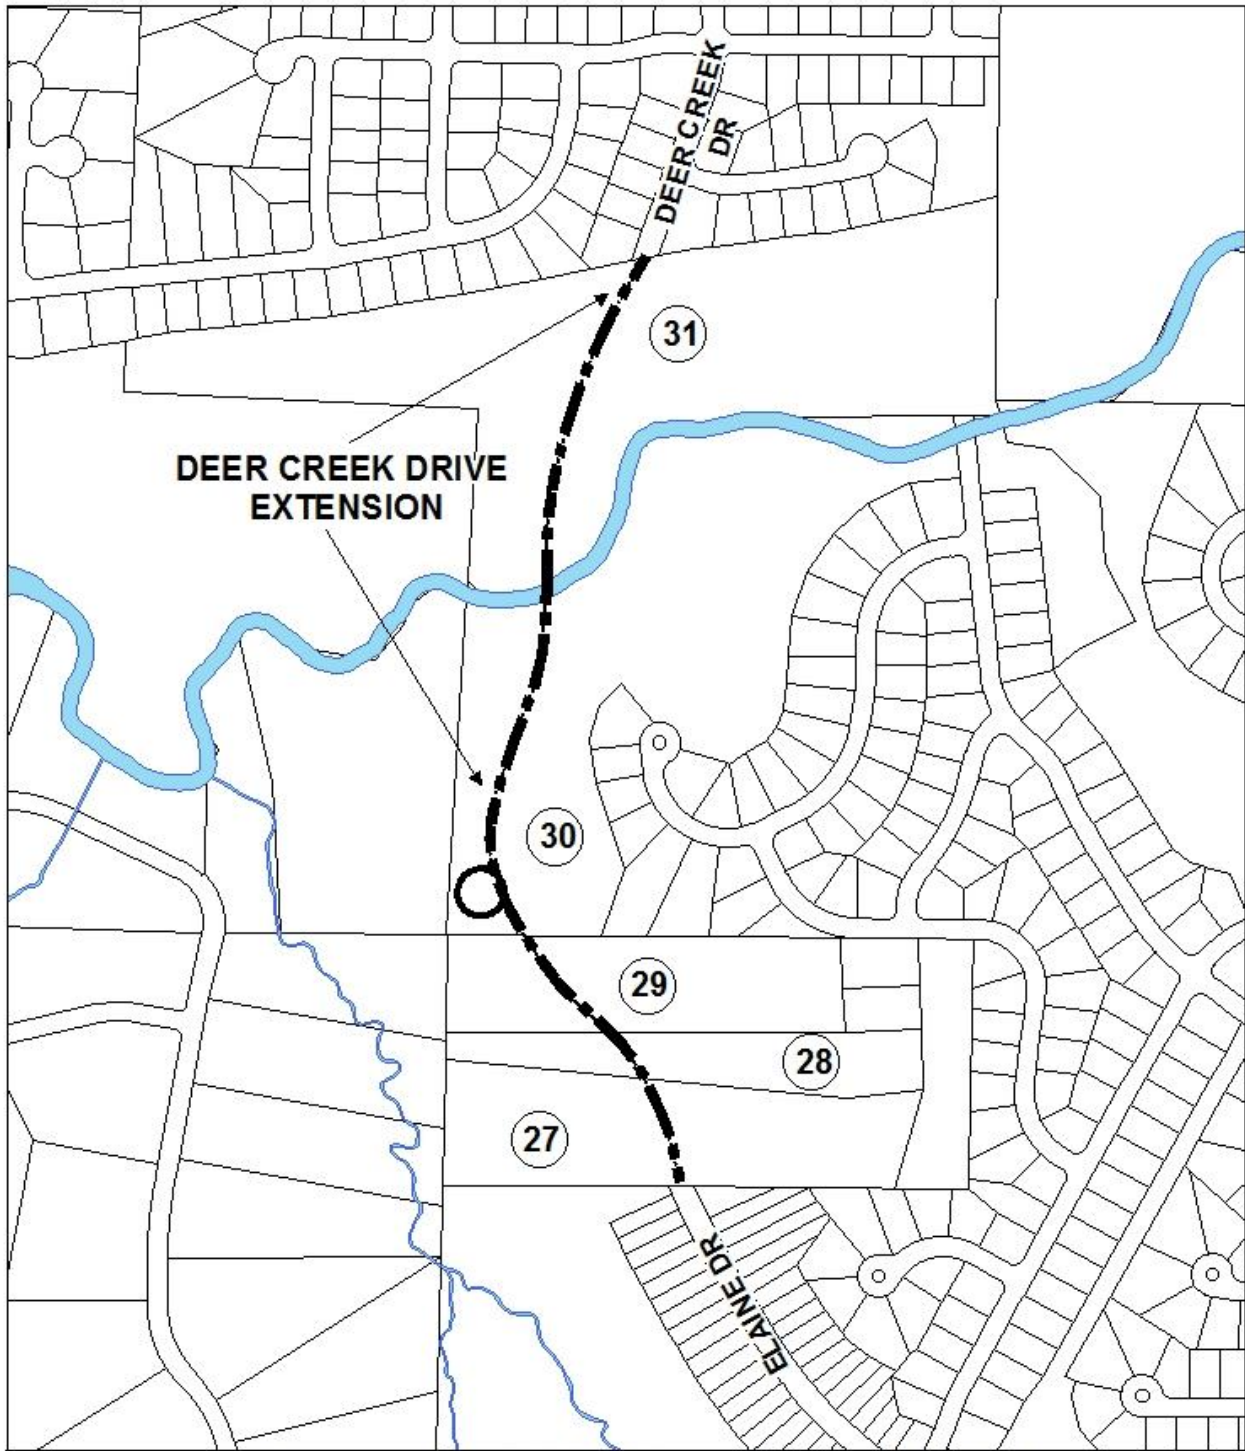 DEER CREEK
DR
31
DEER CREEK DRIVE
EXTENSION
30
29
28
27
ELAINE DR